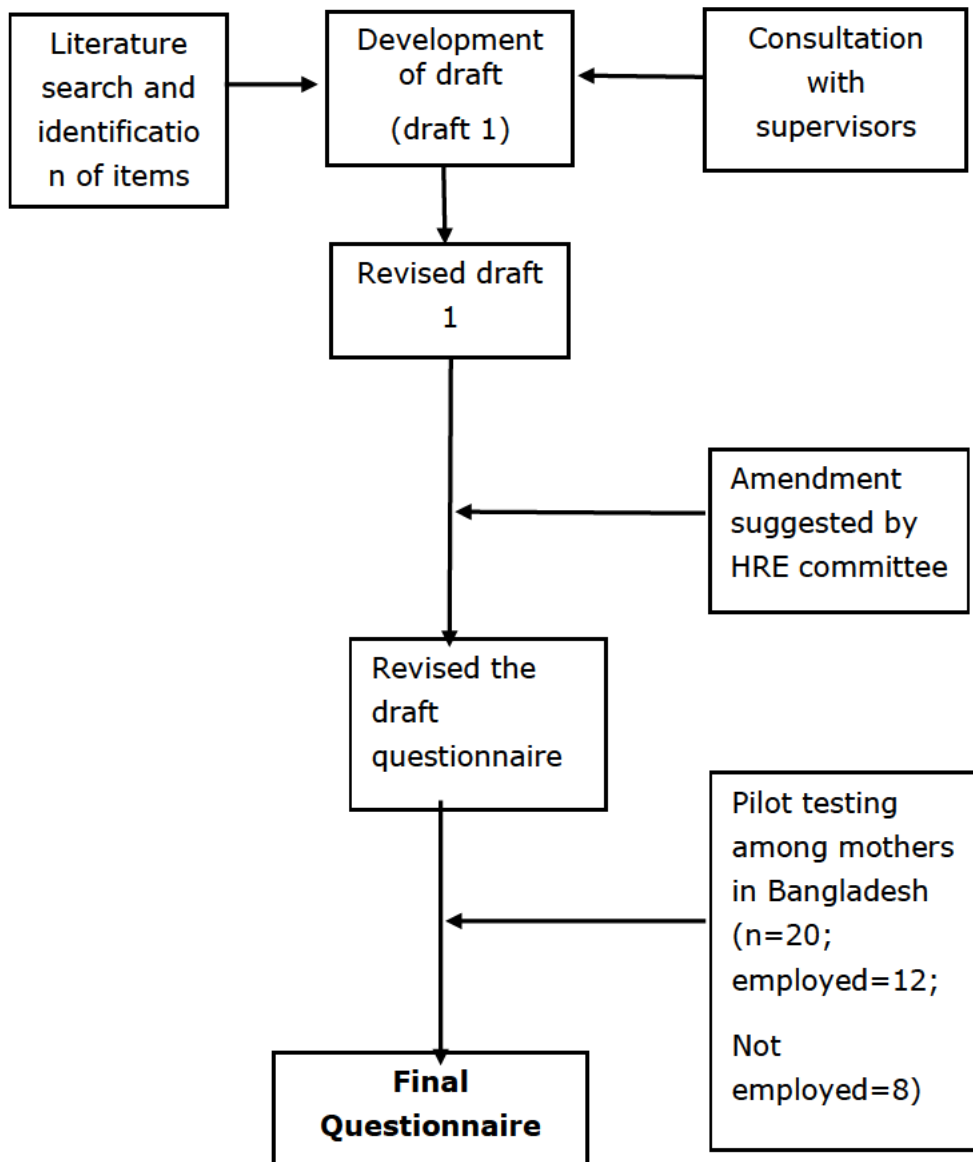 Literature
search and
identificatio
n of items
Development
of draft
(draft 1)
Consultation
with
supervisors
Revised draft
1
Amendment
suggested by
HRE committee
Revised the
draft
questionnaire
Pilot testing
among mothers
in Bangladesh
(n=20;
employed=12;
Not
employed=8)
Final
Questionnaire